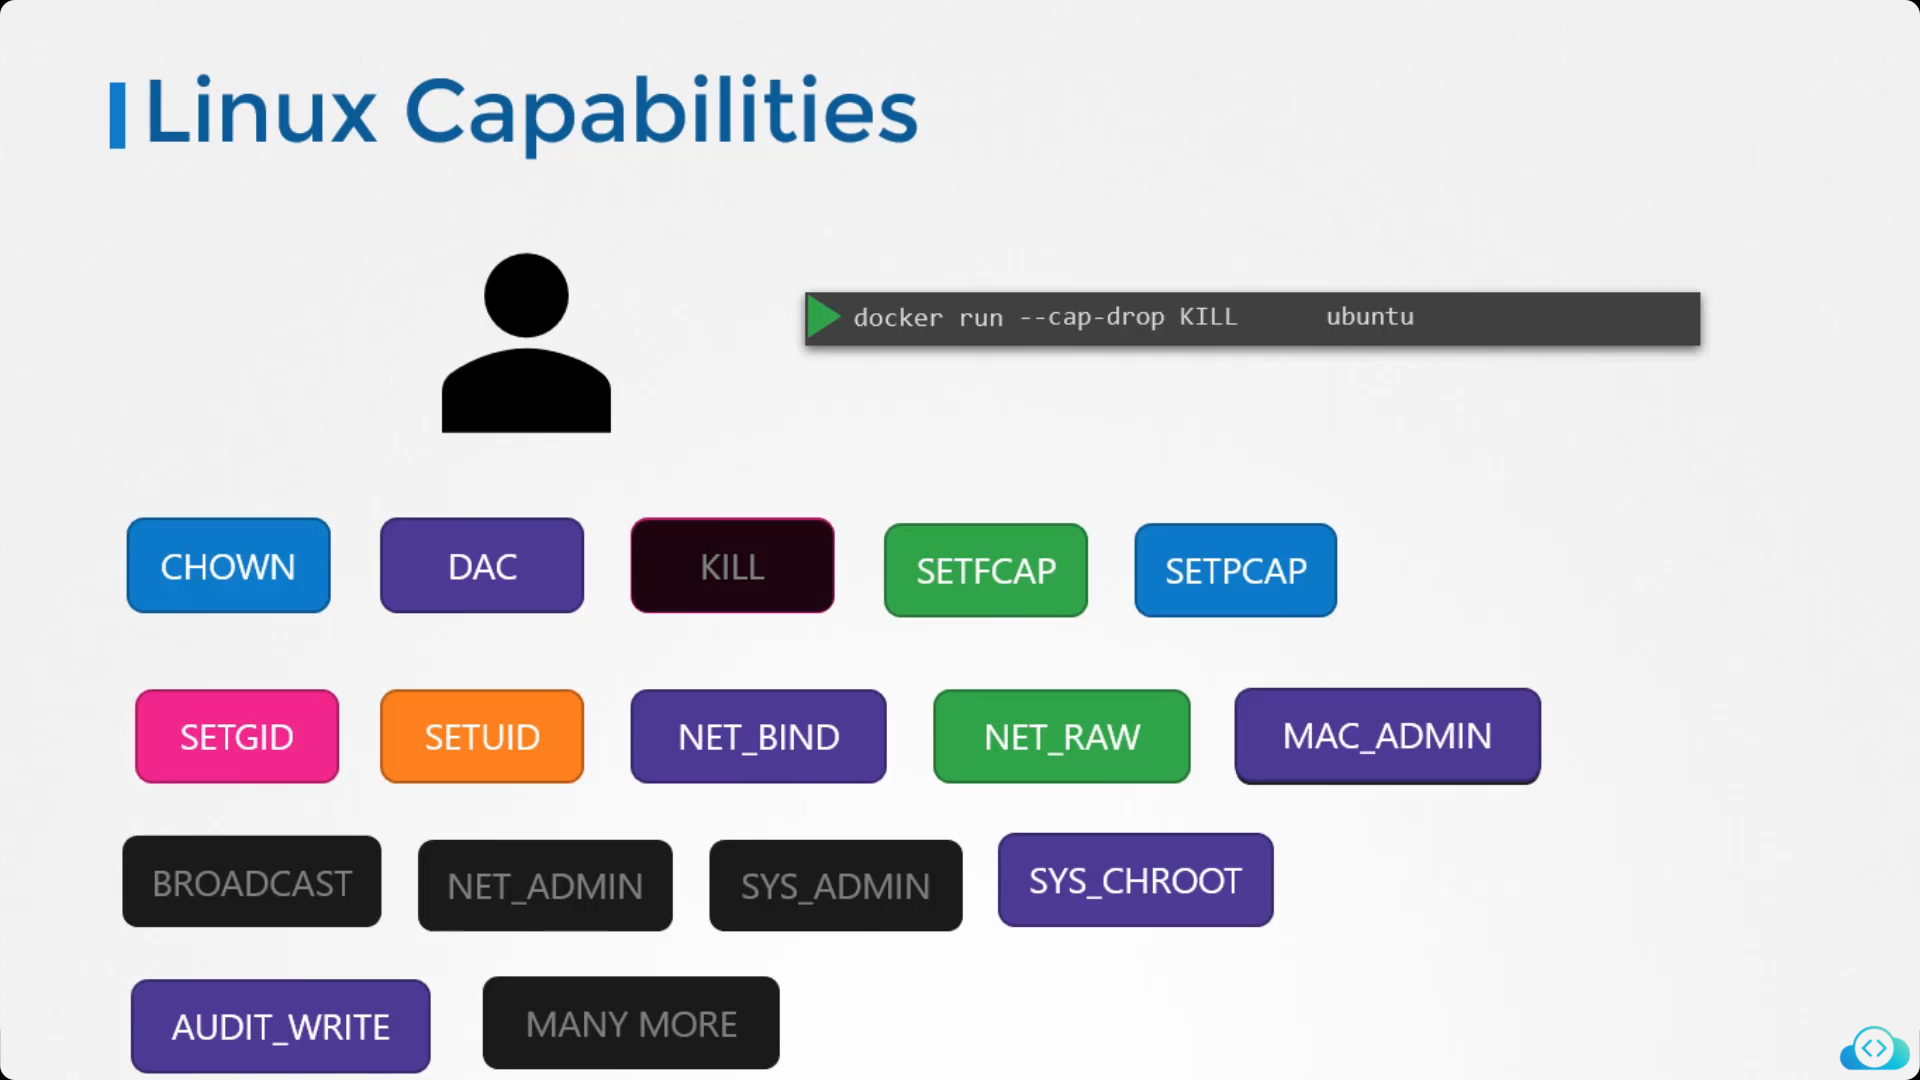 Linux Capabilities
docker run --cap-drop KILL ubuntu
CHOWN
DAC
KILL
SETFCAP
SETPCAP
SETGID
SETUID
NET_BIND
NET_RAW
MAC_ADMIN
BROADCAST
NET_ADMIN
SYS_ADMIN
SYS_CHROOT
AUDIT_WRITE
MANY MORE